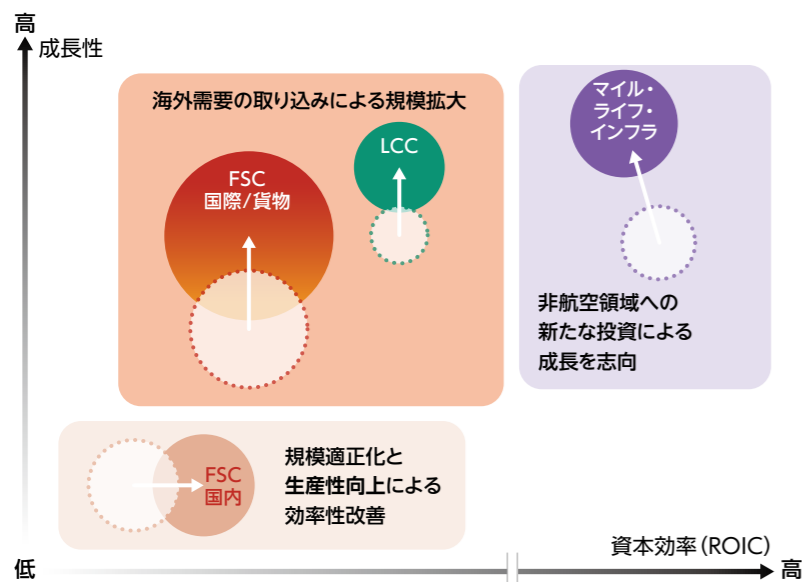 高
成長性
海外需要の取り込みによる規模拡大
FSC
国際/貨物
LCC
マイル・
ライフ・
インフラ
非航空領域への
新たな投資による
成長を志向
FSC
国内
規模適正化と
生産性向上による
効率性改善
低
資本効率（ROIC）
高